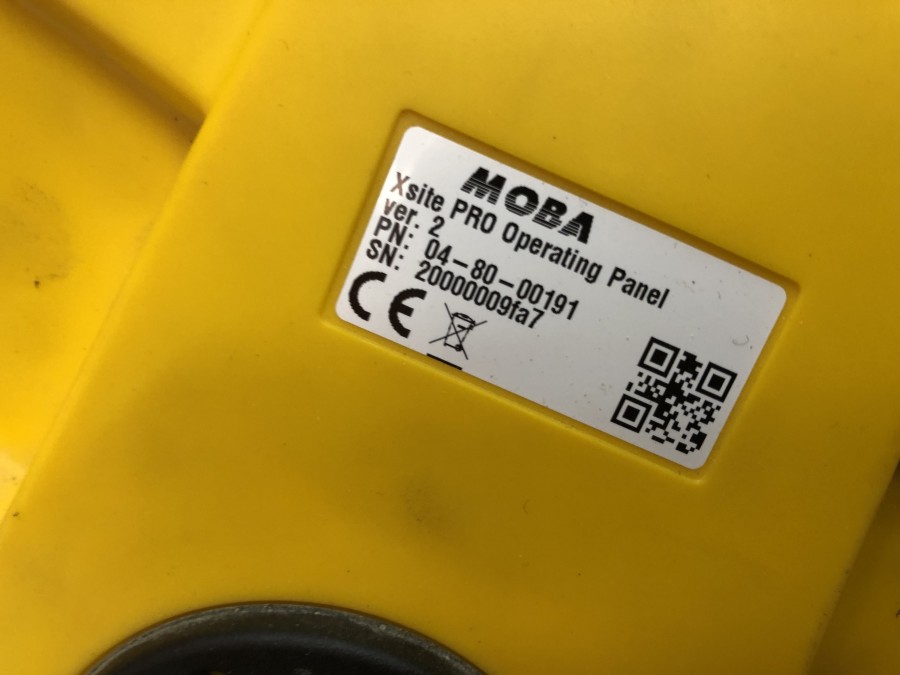 MOBA
Xsite PRO Operating Panel
ver. 2
PN: 04-80-00191
SN: 20000009fa7
CE